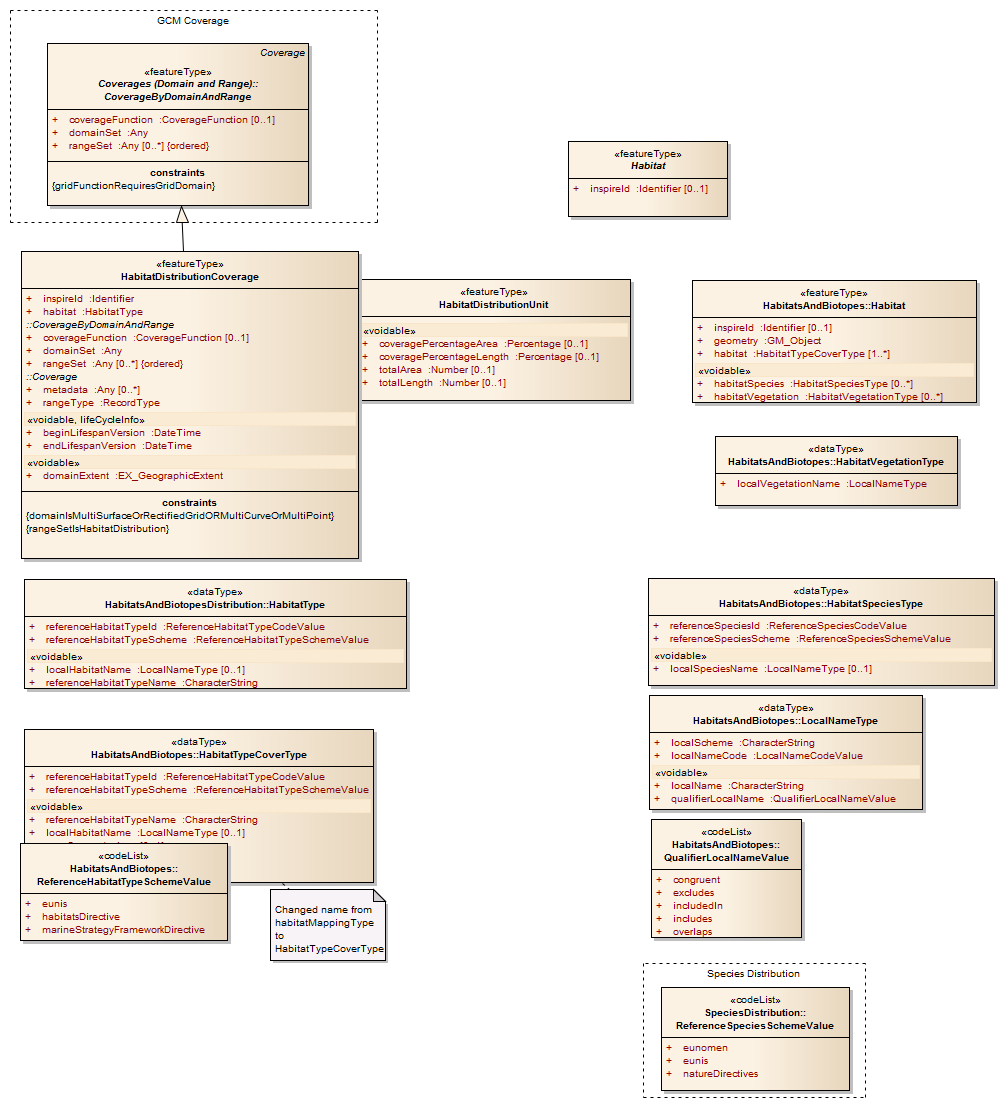 GCM Coverage
Coverage
«featureType»
Coverages (Domain and Range)::
CoverageByDomainAndRange
+ coverageFunction :CoverageFunction [0..1]
+ domainSet :Any
+ rangeSet :Any [0..*] {ordered}
constraints
{gridFunctionRequiresGridDomain}
«featureType»
Habitat
+ inspireId :Identifier [0..1]
«featureType»
HabitatDistributionCoverage
+ inspireId :Identifier
+ habitat :HabitatType
::CoverageByDomainAndRange
+ coverageFunction :CoverageFunction [0..1]
+ domainSet :Any
+ rangeSet :Any [0..*] {ordered}
::Coverage
+ metadata :Any [0..*]
+ rangeType :RecordType
«voidable, lifeCycleInfo»
+ beginLifespanVersion :DateTime
+ endLifespanVersion :DateTime
«voidable»
+ domainExtent :EX_GeographicExtent
constraints
{domainIsMultiSurfaceOrRectifiedGridORMultiCurveOrMultiPoint}
{rangeSetIsHabitatDistribution}
«featureType»
HabitatDistributionUnit
«voidable»
+ coveragePercentageArea :Percentage [0..1]
+ coveragePercentageLength :Percentage [0..1]
+ totalArea :Number [0..1]
+ totalLength :Number [0..1]
«featureType»
HabitatsAndBiotopes::Habitat
+ inspireId :Identifier [0..1]
+ geometry :GM_Object
+ habitat :HabitatTypeCoverType [1..*]
«voidable»
+ habitatSpecies :HabitatSpeciesType [0..*]
+ habitatVegetation :HabitatVegetationType [0..*]
«dataType»
HabitatsAndBiotopes::HabitatVegetationType
+ localVegetationName :LocalNameType
«dataType»
HabitatsAndBiotopesDistribution::HabitatType
+ referenceHabitatTypeId :ReferenceHabitatTypeCodeValue
+ referenceHabitatTypeScheme :ReferenceHabitatTypeSchemeValue
«voidable»
+ localHabitatName :LocalNameType [0..1]
+ referenceHabitatTypeName :CharacterString
«dataType»
HabitatsAndBiotopes::HabitatSpeciesType
+ referenceSpeciesId :ReferenceSpeciesCodeValue
+ referenceSpeciesScheme :ReferenceSpeciesSchemeValue
«voidable»
+ localSpeciesName :LocalNameType [0..1]
«dataType»
HabitatsAndBiotopes::LocalNameType
+ localScheme :CharacterString
+ localNameCode :LocalNameCodeValue
«voidable»
+ localName :CharacterString
+ qualifierLocalName :QualifierLocalNameValue
«dataType»
HabitatsAndBiotopes::HabitatTypeCoverType
+ referenceHabitatTypeId :ReferenceHabitatTypeCodeValue
+ referenceHabitatTypeScheme :ReferenceHabitatTypeSchemeValue
«voidable»
+ referenceHabitatTypeName :CharacterString
+ localHabitatName :LocalNameType [0..1]
«codeList»
HabitatsAndBiotopes::
ReferenceHabitatTypeSchemeValue
+ eunis
+ habitatsDirective
+ marineStrategyFrameworkDirective
Changed name from
habitatMappingType
to
HabitatTypeCoverType
«codeList»
HabitatsAndBiotopes::
QualifierLocalNameValue
+ congruent
+ excludes
+ includedIn
+ includes
+ overlaps
Species Distribution
«codeList»
SpeciesDistribution::
ReferenceSpeciesSchemeValue
+ eunomen
+ eunis
+ natureDirectives